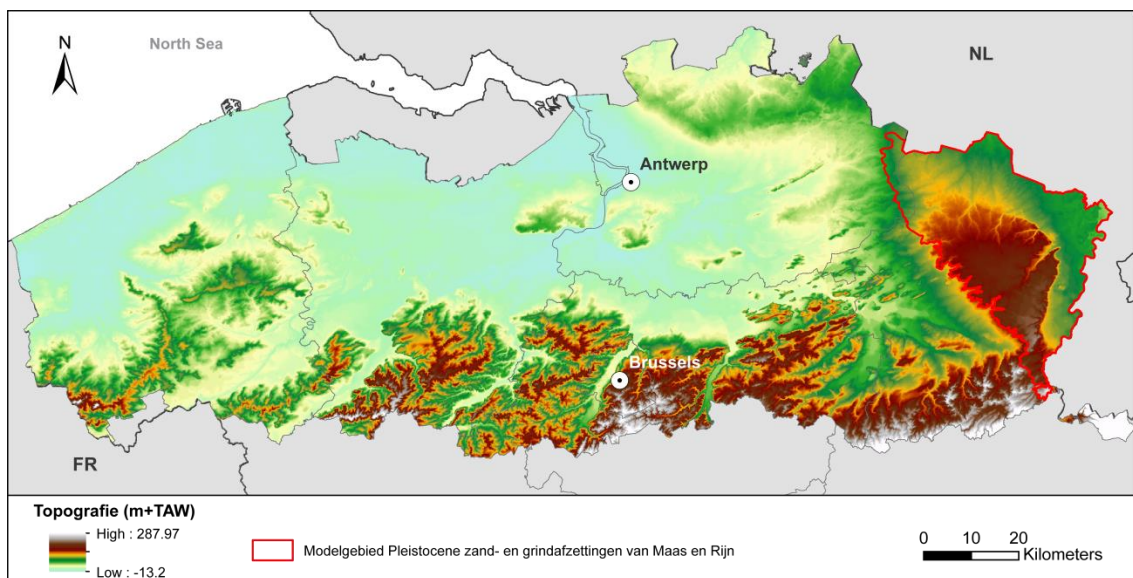 North Sea
N
NL
Antwerp
Brussels
FR
Topografie (m+TAW)
High : 287.97
Low : -13.2
Modelgebied Pleistocene zand- en grindafzettingen van Maas en Rijn
0 10 20
Kilometers